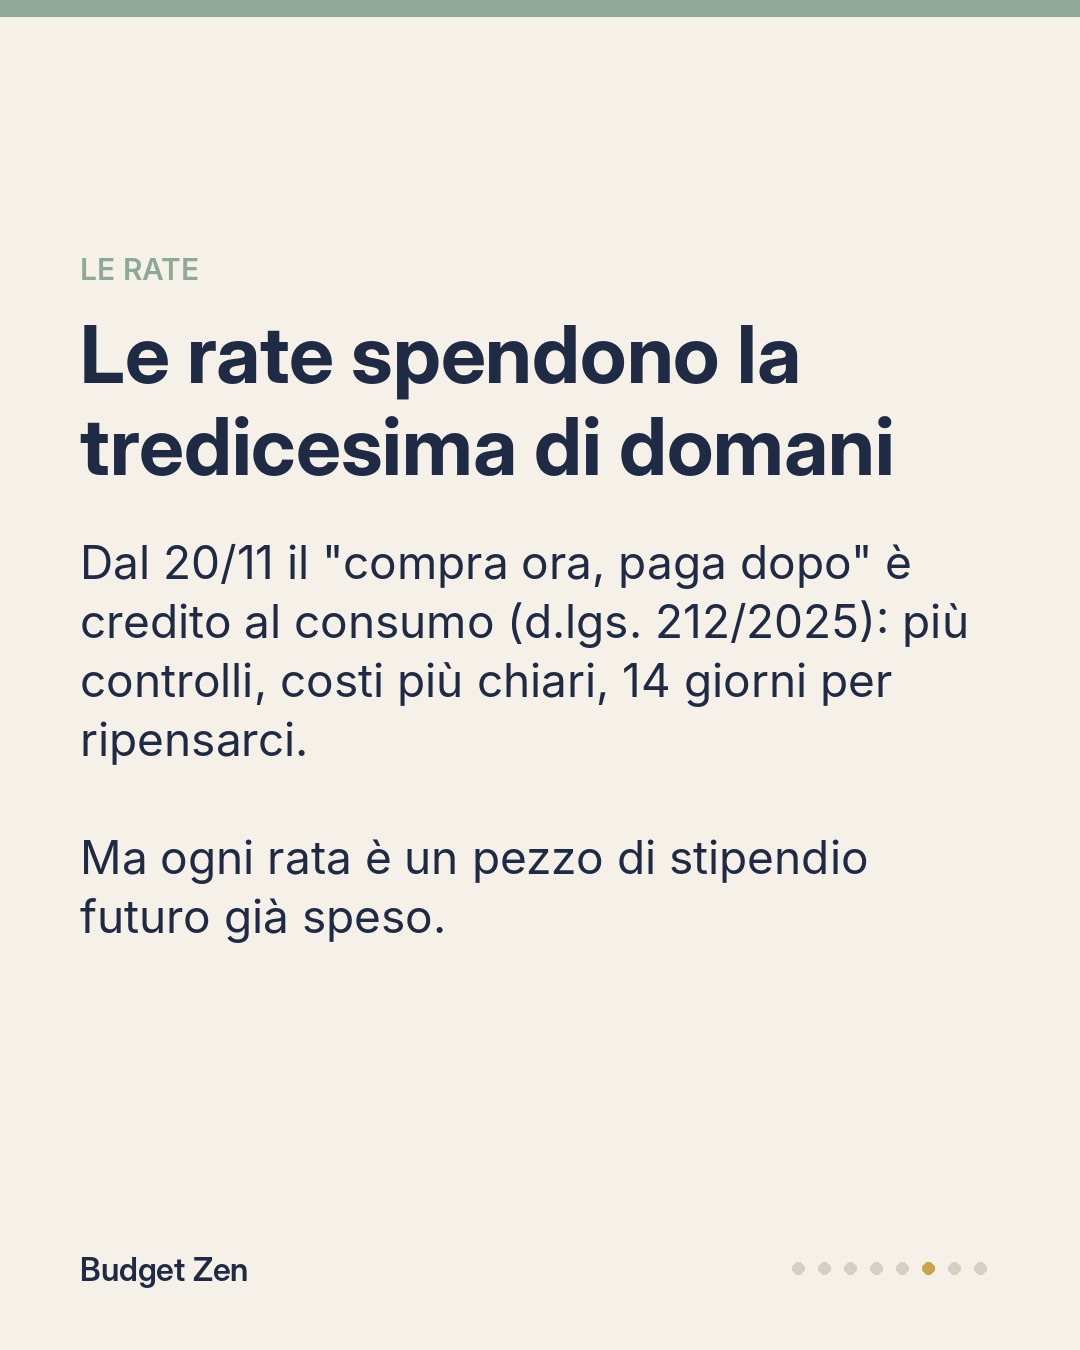 LE RATE
Le rate spendono la
tredicesima di domani
Dal 20/11 il "compra ora, paga dopo" è
credito al consumo (d.lgs. 212/2025): più
controlli, costi più chiari, 14 giorni per
ripensarci.
Ma ogni rata è un pezzo di stipendio
futuro già speso.
Budget Zen